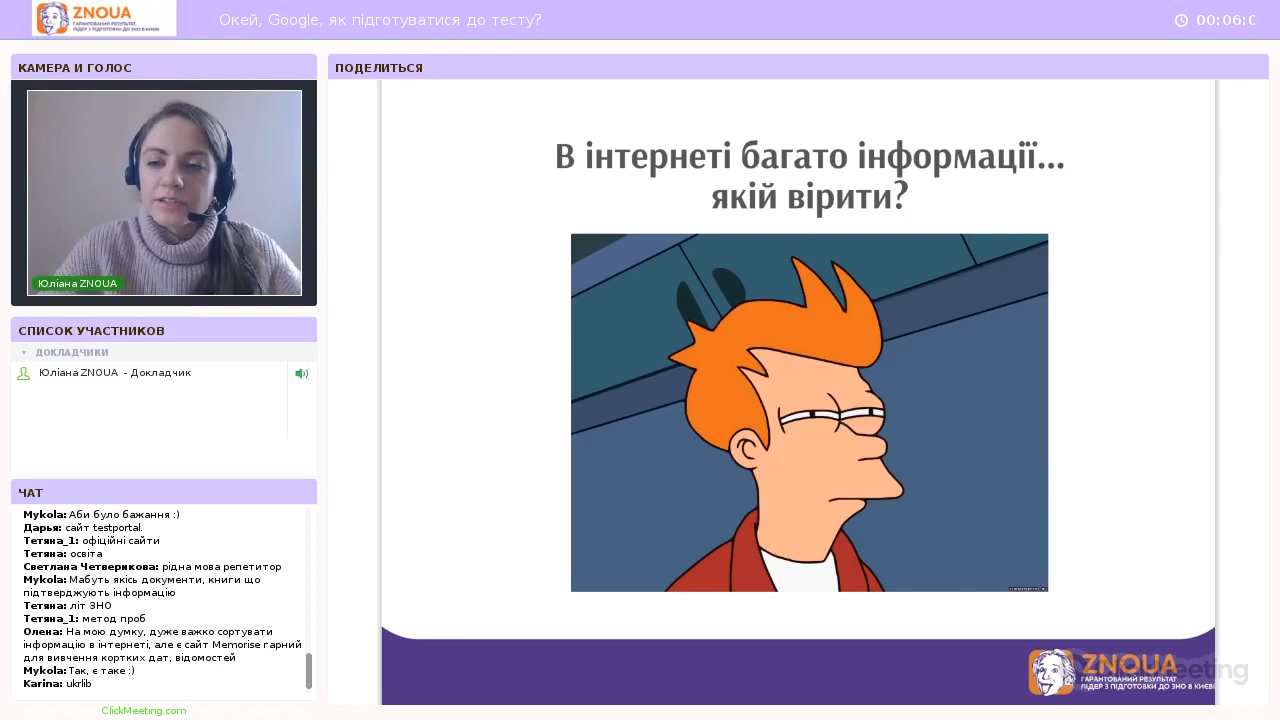 ZNOUA
ГАРАНТОВАНИЙ РЕЗУЛЬТАТ
ЛІДЕР З ПІДГОТОВКИ ДО ЗНО В КИЄВІ
Окей, Google, як підготуватися до тесту?
00:06:0
КАМЕРА И ГОЛОС
Юліана ZNOUA
СПИСОК УЧАСТНИКОВ
ДОКЛАДЧИКИ
Юліана ZNOUA - Докладчик
ЧАТ
Mykola: Аби було бажання :)
Дарья: сайт testportal.
Тетяна_1: офіційні сайти
Тетяна: освіта
Светлана Четверикова: рідна мова репетитор
Mykola: Мабуть якісь документи, книги що
підтверджують інформацію
Тетяна: літ ЗНО
Тетяна_1: метод проб
Олена: На мою думку, дуже важко сортувати
інформацію в інтернеті, але є сайт Memorise гарний
для вивчення кортких дат, відомостей
Mykola: Так, є таке :)
Karina: ukrlib
ClickMeeting.com
ПОДЕЛИТЬСЯ
В інтернеті багато інформації...
якій вірити?
ZNOUA
ГАРАНТОВАНИЙ РЕЗУЛЬТАТ
ЛІДЕР З ПІДГОТОВКИ ДО ЗНО В КИЄВІ